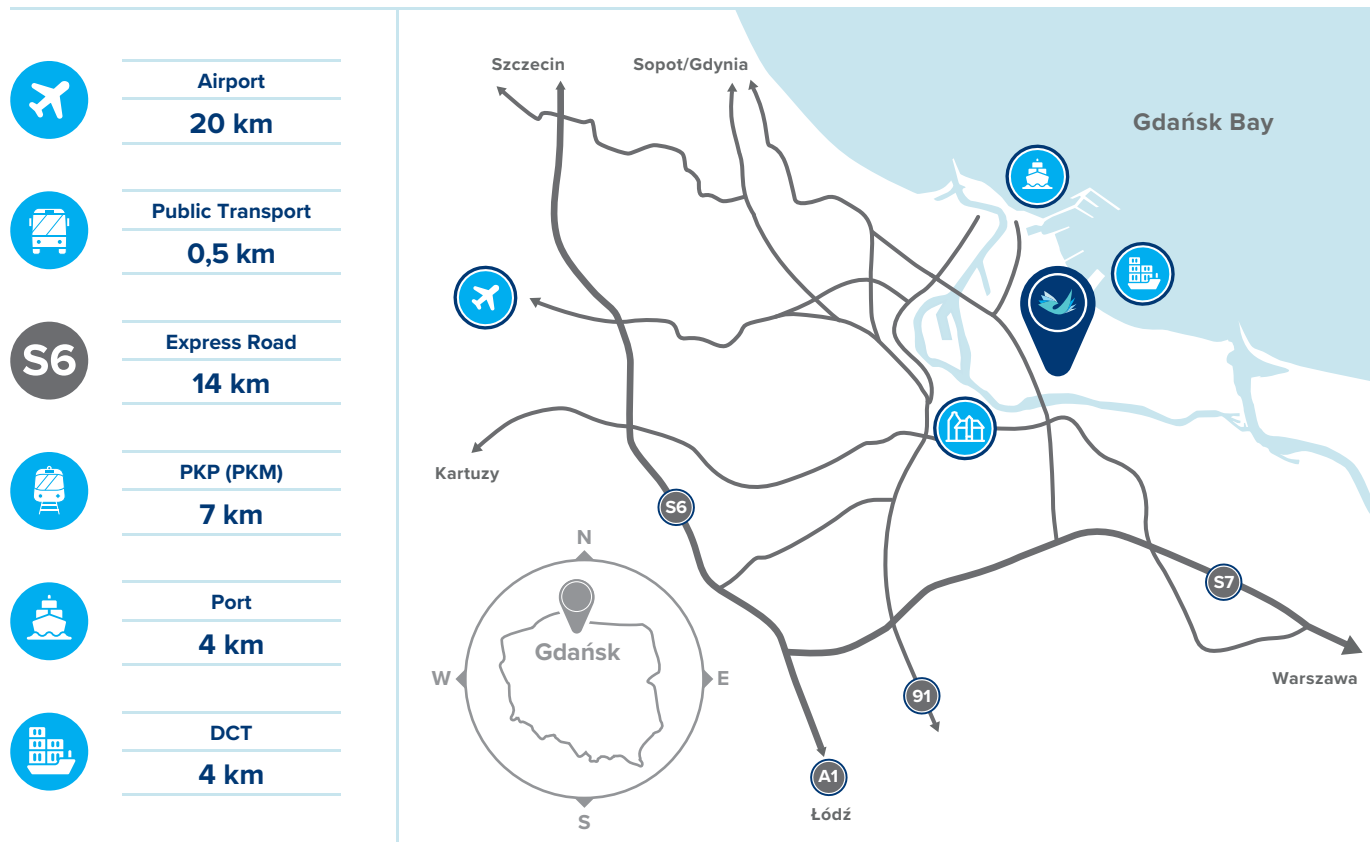 Airport
20 km
Public Transport
0,5 km
S6
Express Road
14 km
PKP (PKM)
7 km
Port
4 km
DCT
4 km
Szczecin
Sopot/Gdynia
Gdańsk Bay
Kartuzy
S6
N
Gdańsk
W
E
S
S7
Warszawa
91
A1
Łódź